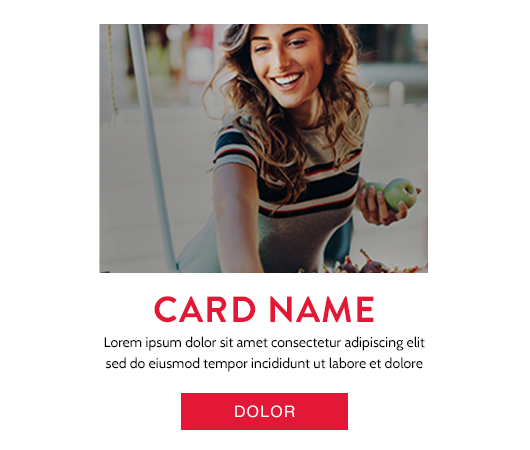 CARD NAME
Lorem ipsum dolor sit amet consectetur adipiscing elit
sed do eiusmod tempor incididunt ut labore et dolore
DOLOR